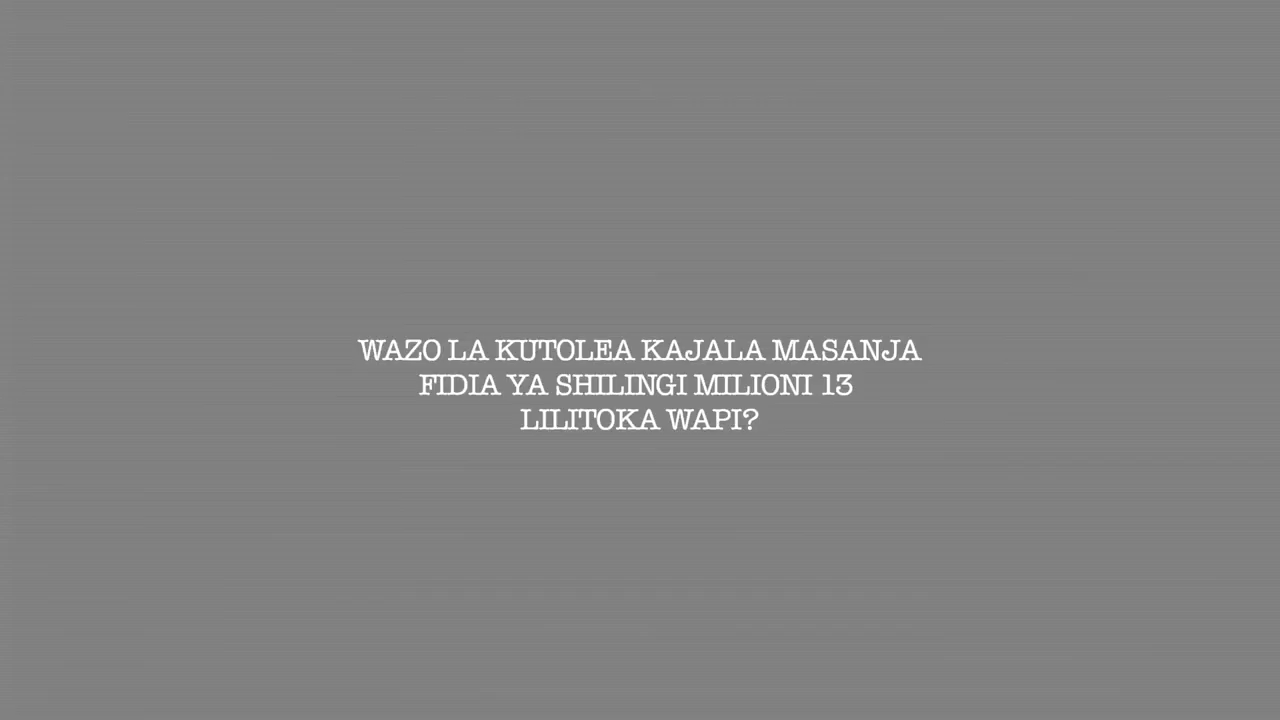 WAZO LA KUTOLEA KAJALA MASANJA
FIDIA YA SHILINGI MILIONI 13
LILITOKA WAPI?